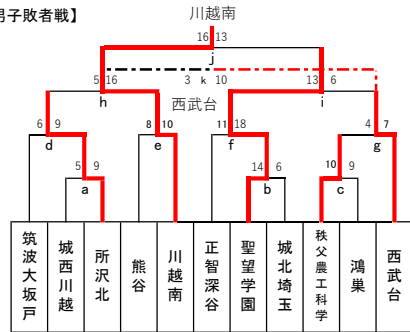 男子敗者戦】
川越南
16 13
j
5 16 3 k 10 13 6
h 西武台 i
6 9 8 10 11 18 4 7
d e f g
5 9 14 6 10 9
a b c
筑波大坂戸
城西川越
所沢北
熊谷
川越南
正智深谷
聖望学園
城北埼玉
秩父農工科学
鴻巣
西武台